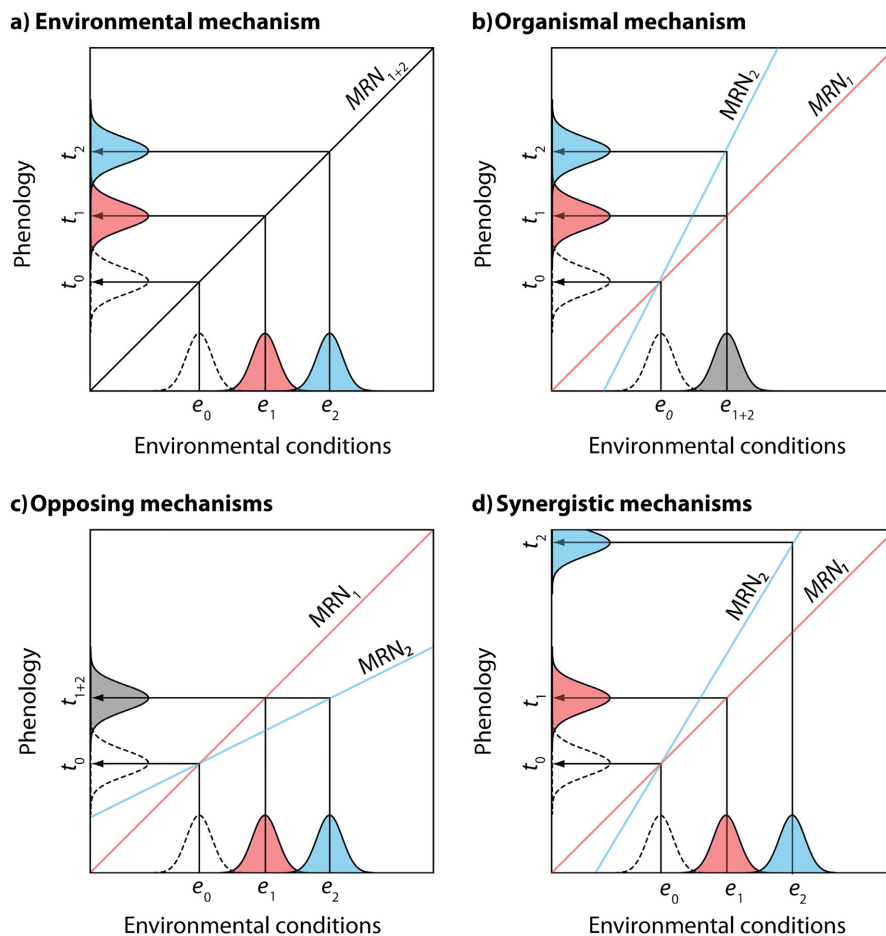 a) Environmental mechanism
MRN1+2
Phenology
t2
t1
t0
e0
e1
e2
Environmental conditions
b) Organismal mechanism
MRN2
MRN1
Phenology
t2
t1
t0
e0
e1+2
Environmental conditions
c) Opposing mechanisms
MRN1
MRN2
Phenology
t1+2
t0
e0
e1
e2
Environmental conditions
d) Synergistic mechanisms
MRN2
MRN1
Phenology
t2
t1
t0
e0
e1
e2
Environmental conditions